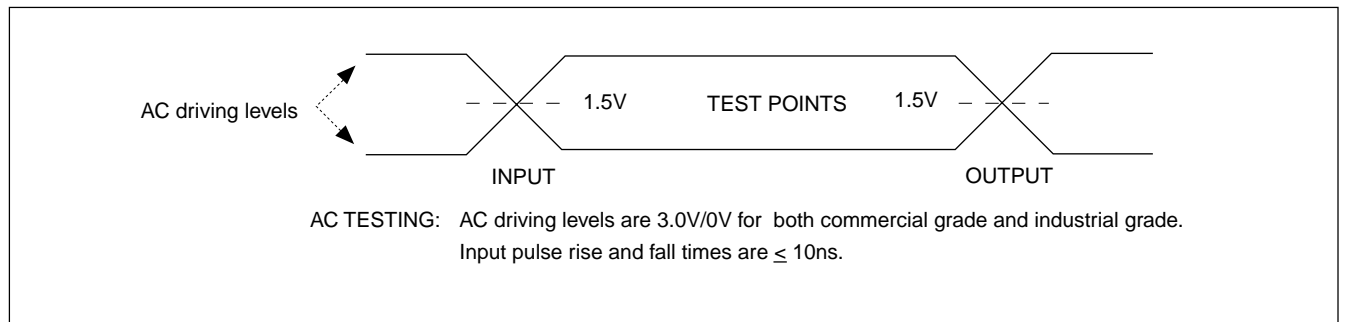 AC driving levels
1.5V TEST POINTS 1.5V
INPUT OUTPUT
AC TESTING: AC driving levels are 3.0V/0V for both commercial grade and industrial grade.
Input pulse rise and fall times are ≤ 10ns.